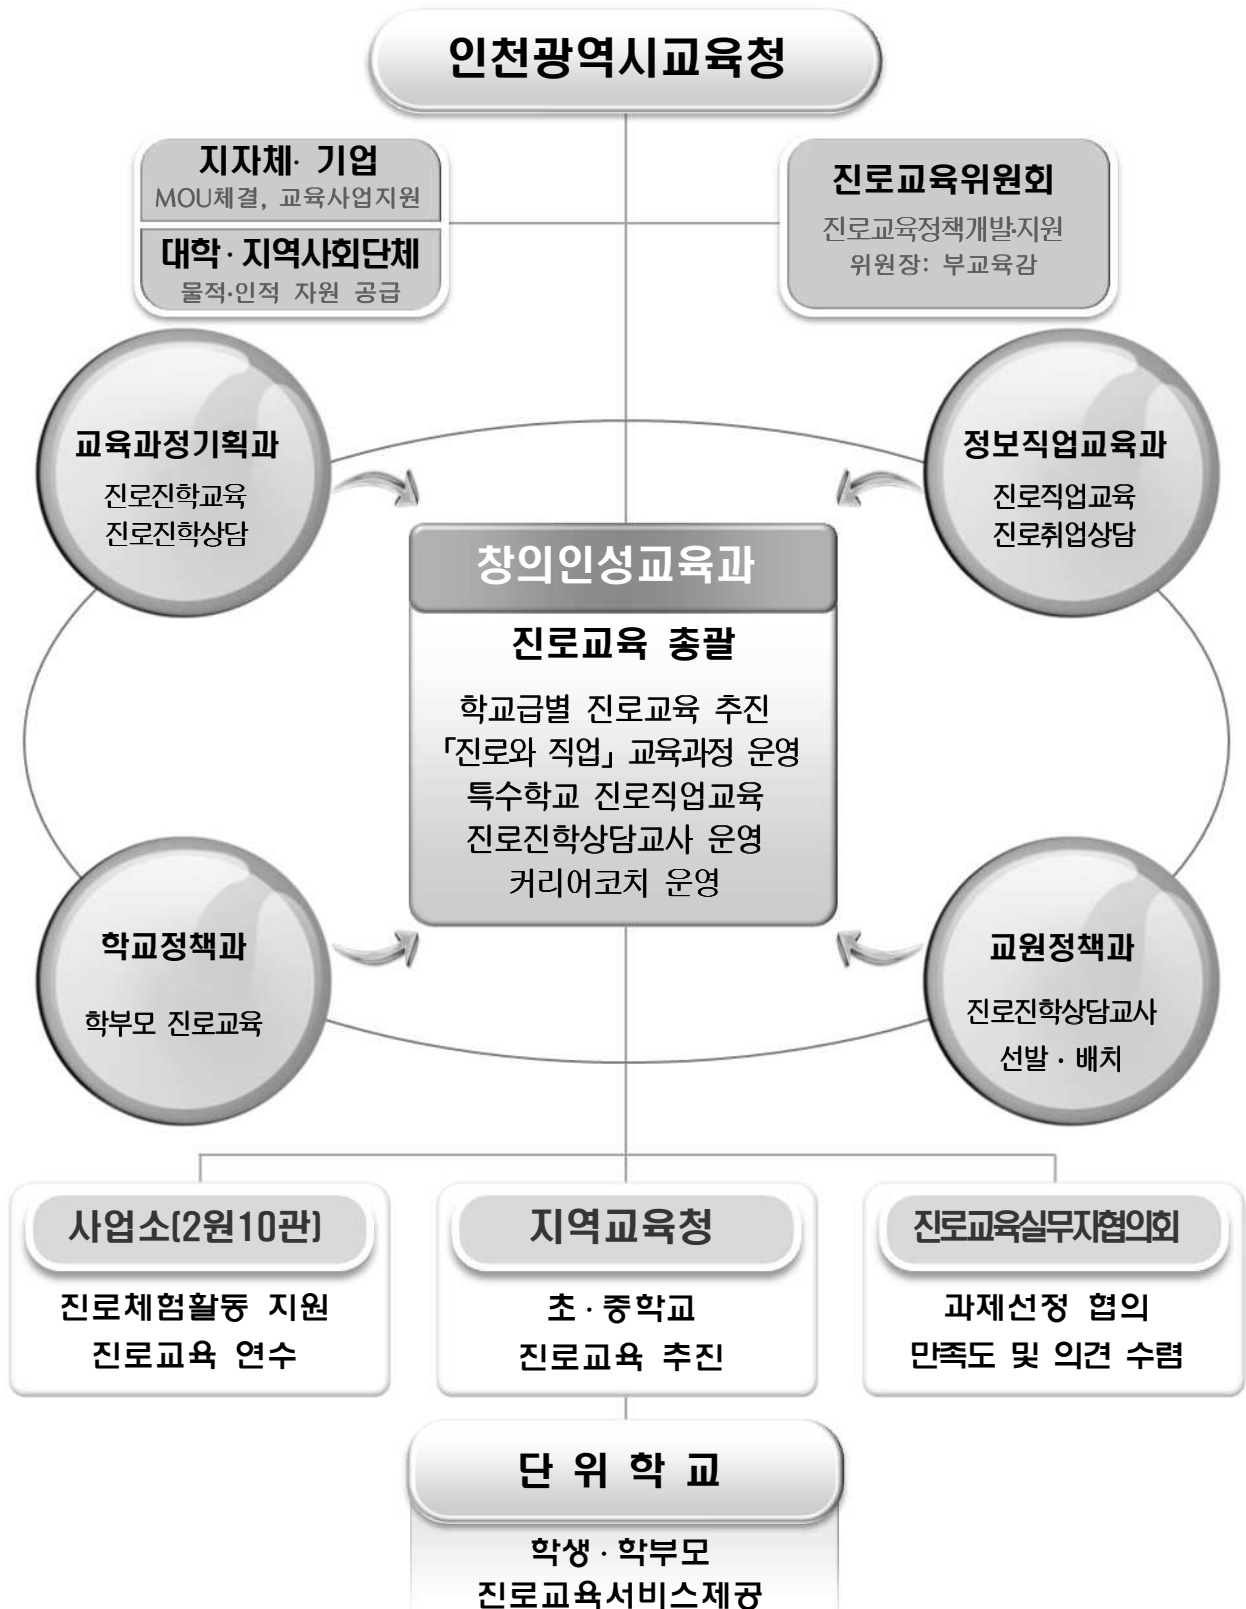 인천광역시교육청
지자체· 기업
MOU체결, 교육사업지원
대학·지역사회단체
물적·인적 자원 공급
진로교육위원회
진로교육정책개발·지원
위원장: 부교육감
교육과정기획과
진로진학교육
진로진학상담
정보직업교육과
진로직업교육
진로취업상담
창의인성교육과
진로교육 총괄
학교급별 진로교육 추진
「진로와 직업」 교육과정 운영
특수학교 진로직업교육
진로진학상담교사 운영
커리어코치 운영
학교정책과
학부모 진로교육
교원정책과
진로진학상담교사
선발·배치
사업소(2원10관)
진로체험활동 지원
진로교육 연수
지역교육청
초·중학교
진로교육 추진
진로교육실무자협의회
과제선정 협의
만족도 및 의견 수렴
단 위 학 교
학생·학부모
진로교육서비스제공